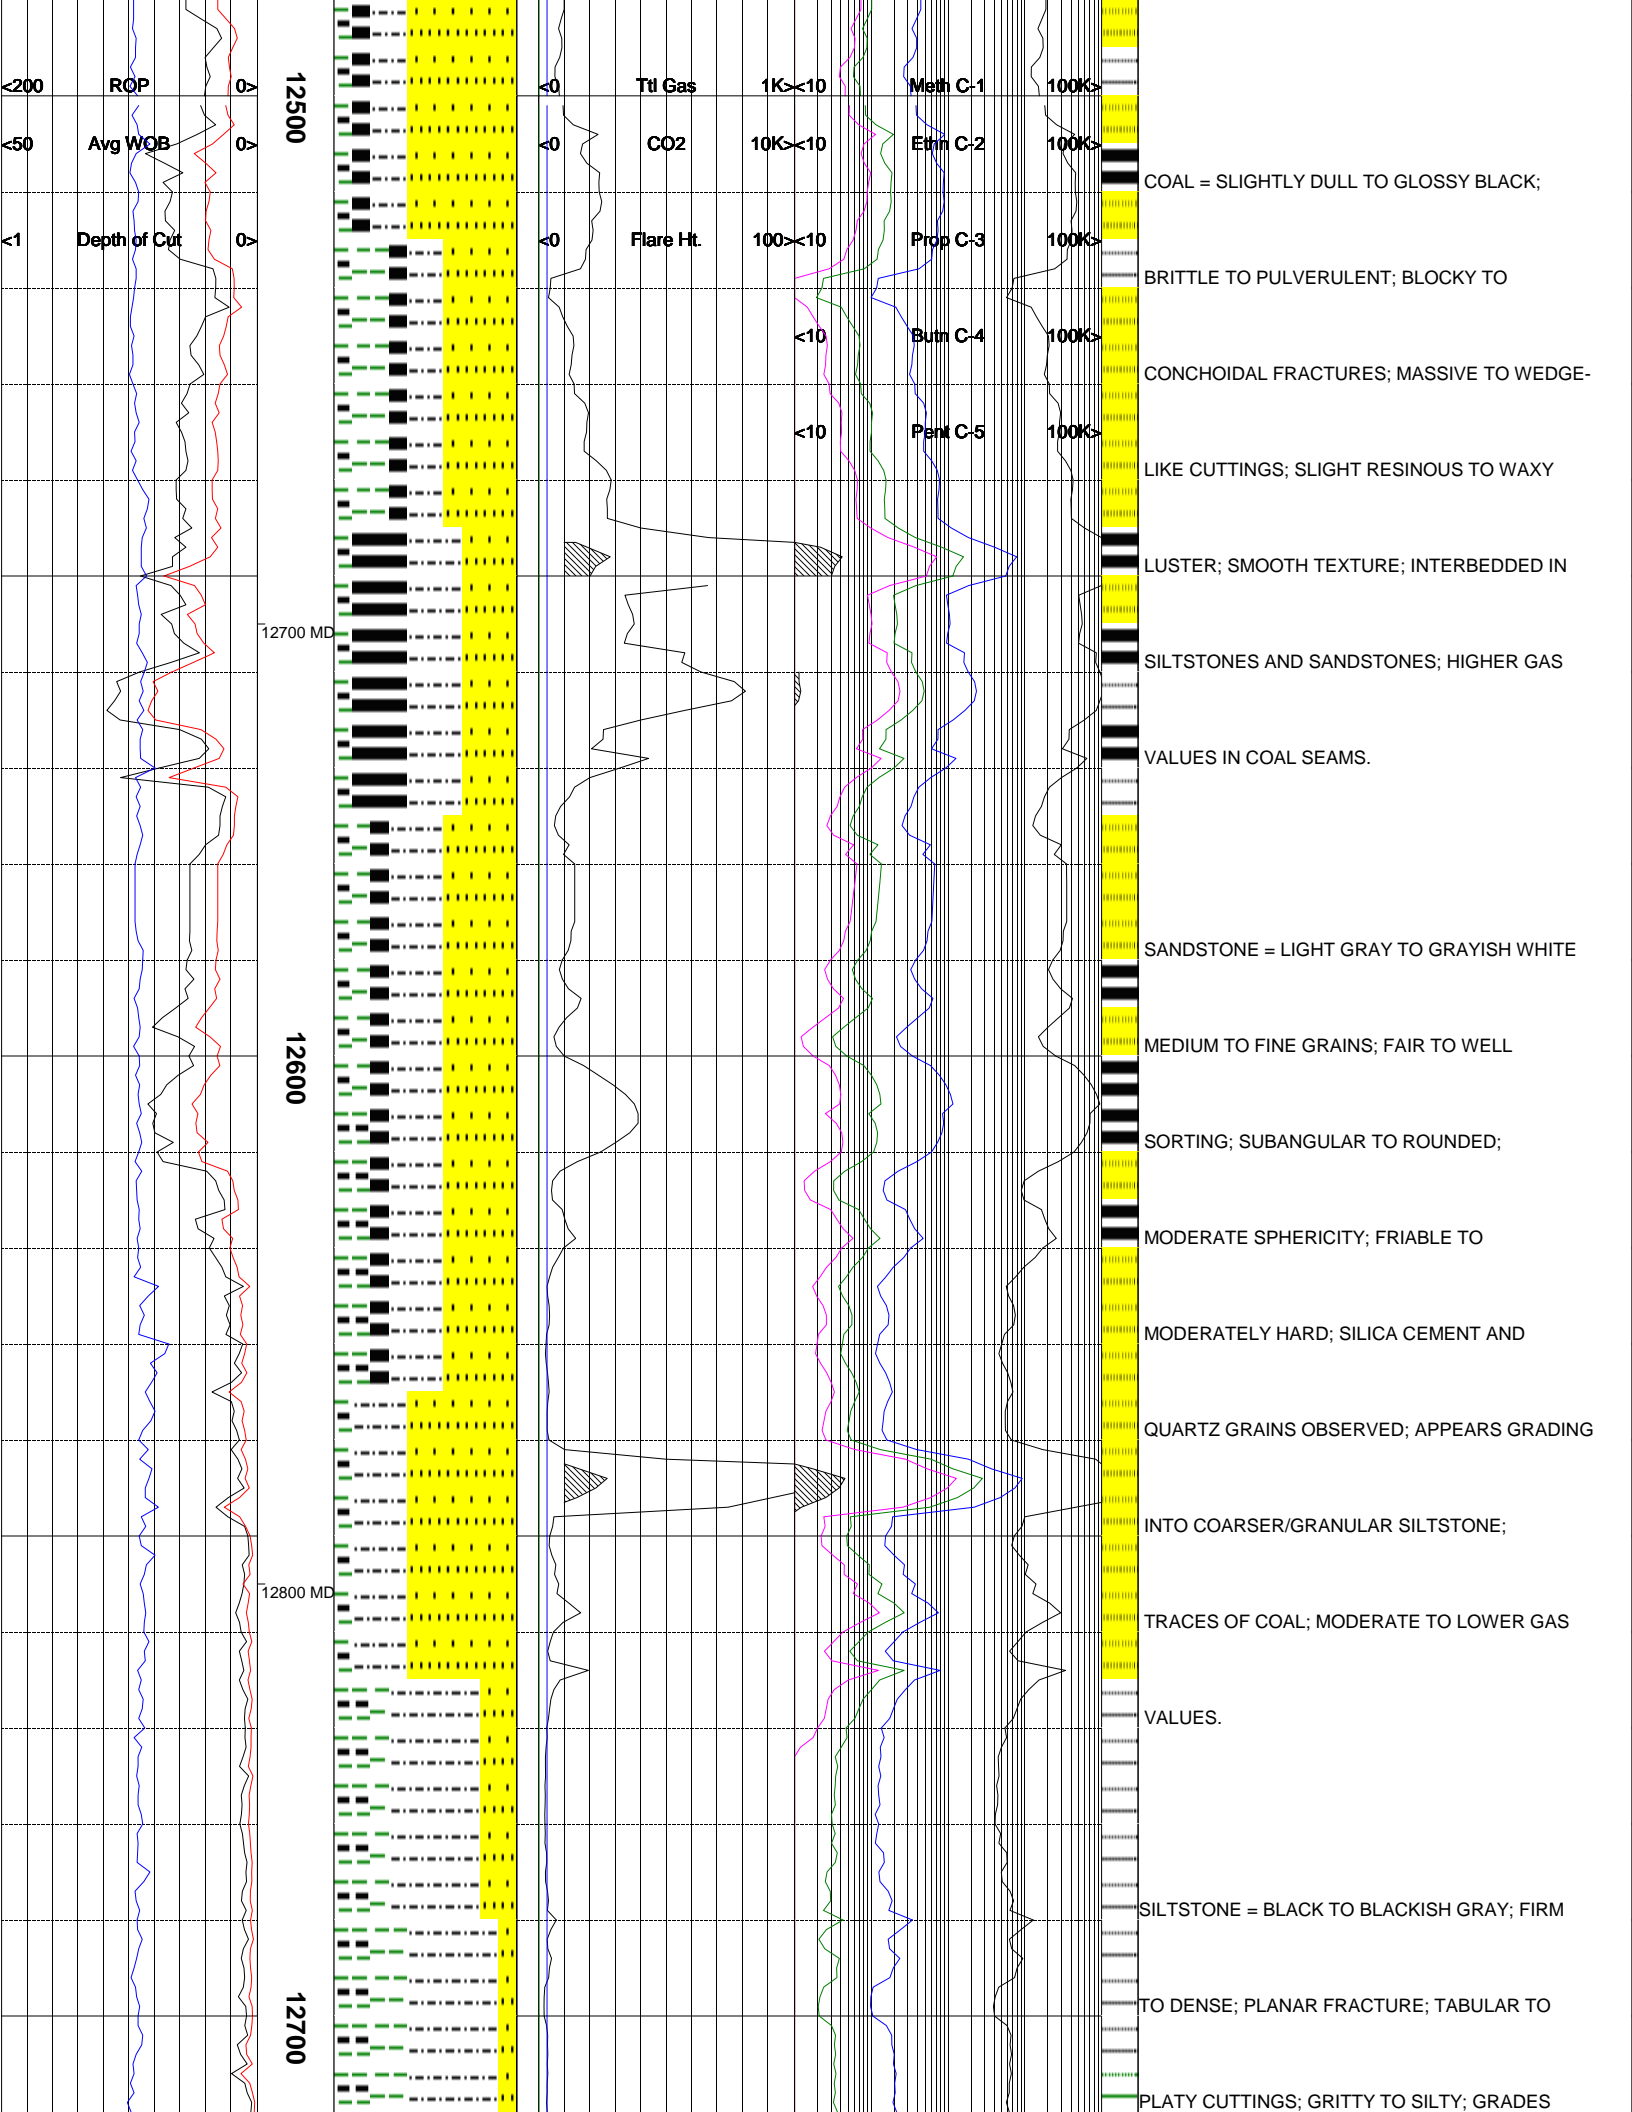 <200 ROP 0>
<50 Avg WOB 0>
<1 Depth of Cut 0>
12500
12700 MD
12600
12800 MD
12700
<0 Ttl Gas 1K>
<0 CO2 10K>
<0 Flare Ht. 100>
<10 Meth C-1 100K>
<10 Ethn C-2 100K>
<10 Prop C-3 100K>
<10 Butn C-4 100K>
<10 Pent C-5 100K>
COAL = SLIGHTLY DULL TO GLOSSY BLACK;
BRITTLE TO PULVERULENT; BLOCKY TO
CONCHOIDAL FRACTURES; MASSIVE TO WEDGE-
LIKE CUTTINGS; SLIGHT RESINOUS TO WAXY
LUSTER; SMOOTH TEXTURE; INTERBEDDED IN
SILTSTONES AND SANDSTONES; HIGHER GAS
VALUES IN COAL SEAMS.
SANDSTONE = LIGHT GRAY TO GRAYISH WHITE
MEDIUM TO FINE GRAINS; FAIR TO WELL
SORTING; SUBANGULAR TO ROUNDED;
MODERATE SPHERICITY; FRIABLE TO
MODERATELY HARD; SILICA CEMENT AND
QUARTZ GRAINS OBSERVED; APPEARS GRADING
INTO COARSER/GRANULAR SILTSTONE;
TRACES OF COAL; MODERATE TO LOWER GAS
VALUES.
SILTSTONE = BLACK TO BLACKISH GRAY; FIRM
TO DENSE; PLANAR FRACTURE; TABULAR TO
PLATY CUTTINGS; GRITTY TO SILTY; GRADES